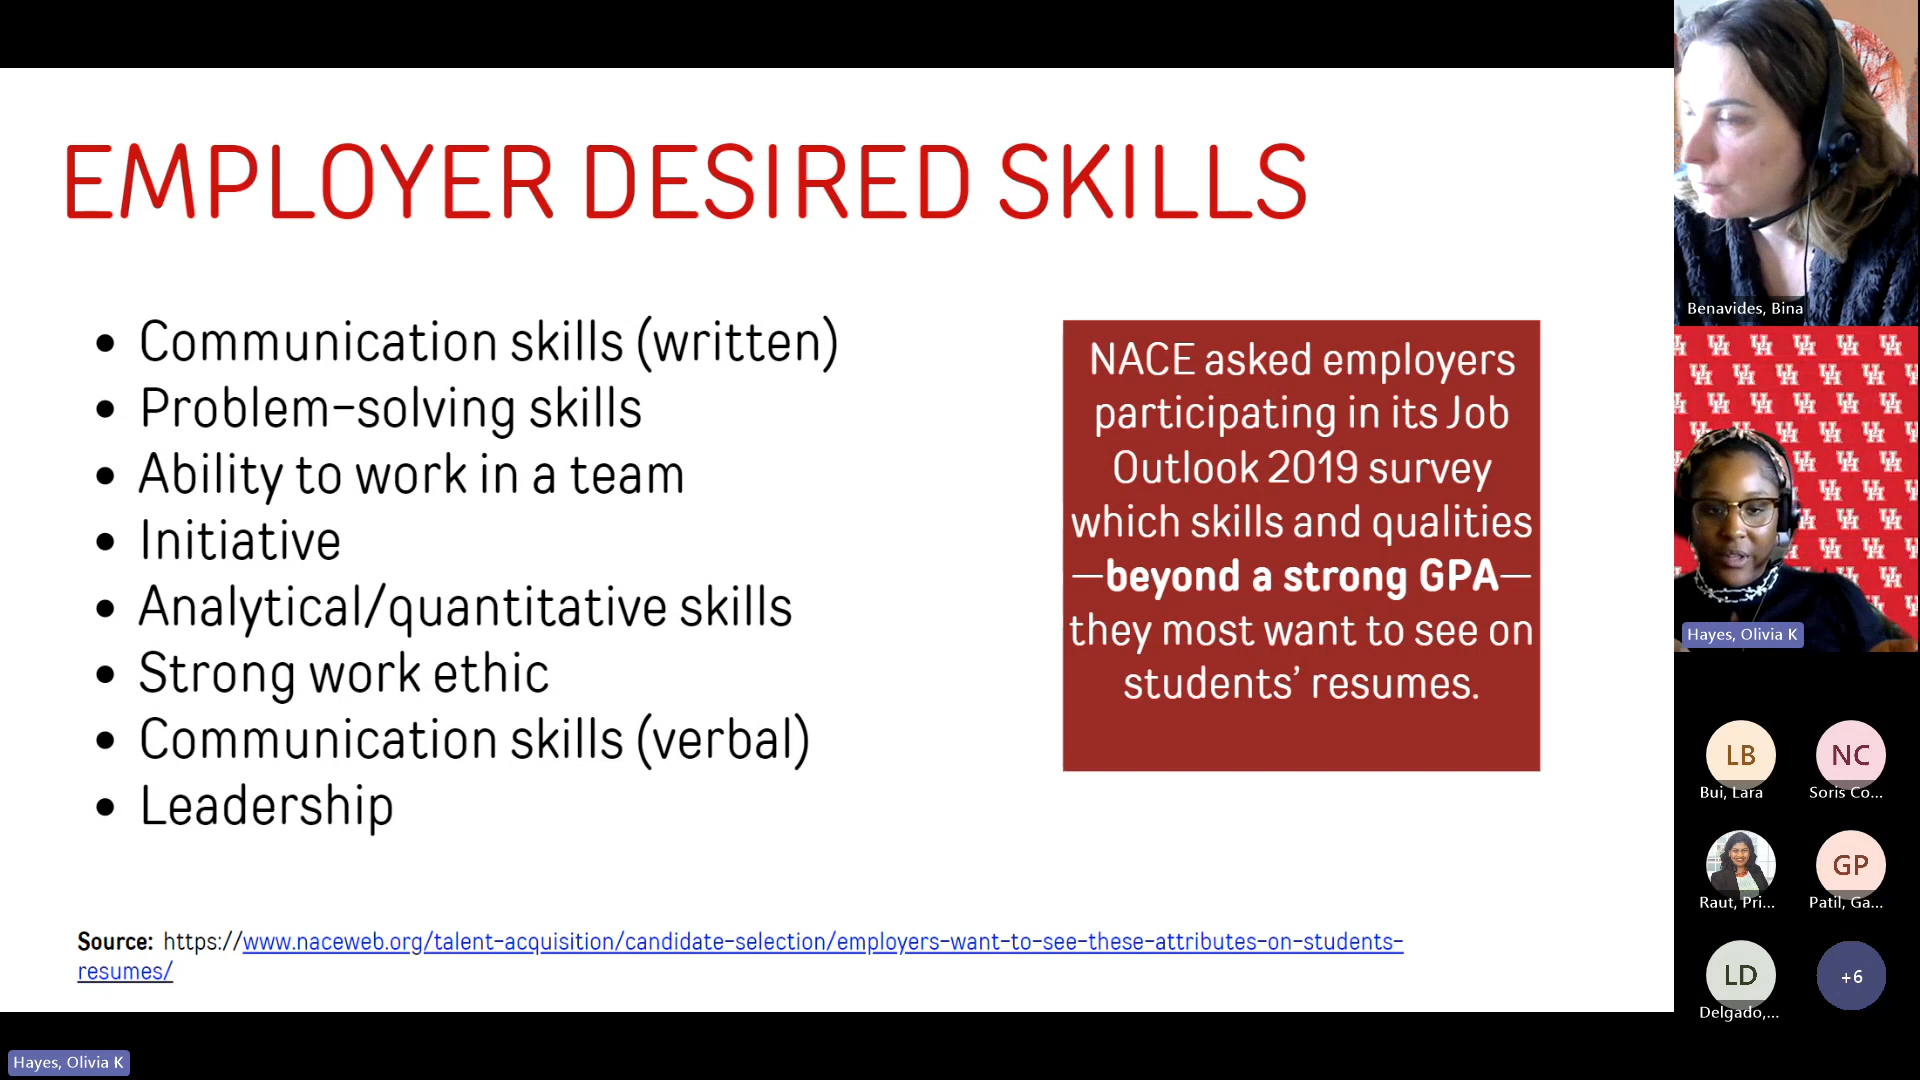 EMPLOYER DESIRED SKILLS
• Communication skills (written)
• Problem-solving skills
• Ability to work in a team
• Initiative
• Analytical/quantitative skills
• Strong work ethic
• Communication skills (verbal)
• Leadership
NACE asked employers
participating in its Job
Outlook 2019 survey
which skills and qualities
—beyond a strong GPA—
they most want to see on
students’ resumes.
Source: https://www.naceweb.org/talent-acquisition/candidate-selection/employers-want-to-see-these-attributes-on-students-
resumes/
Hayes, Olivia K
Benavides, Bina
Hayes, Olivia K
LB
Bui, Lara
NC
Soris Co...
Raut, Pri...
GP
Patil, Ga...
LD
Delgado,...
+6